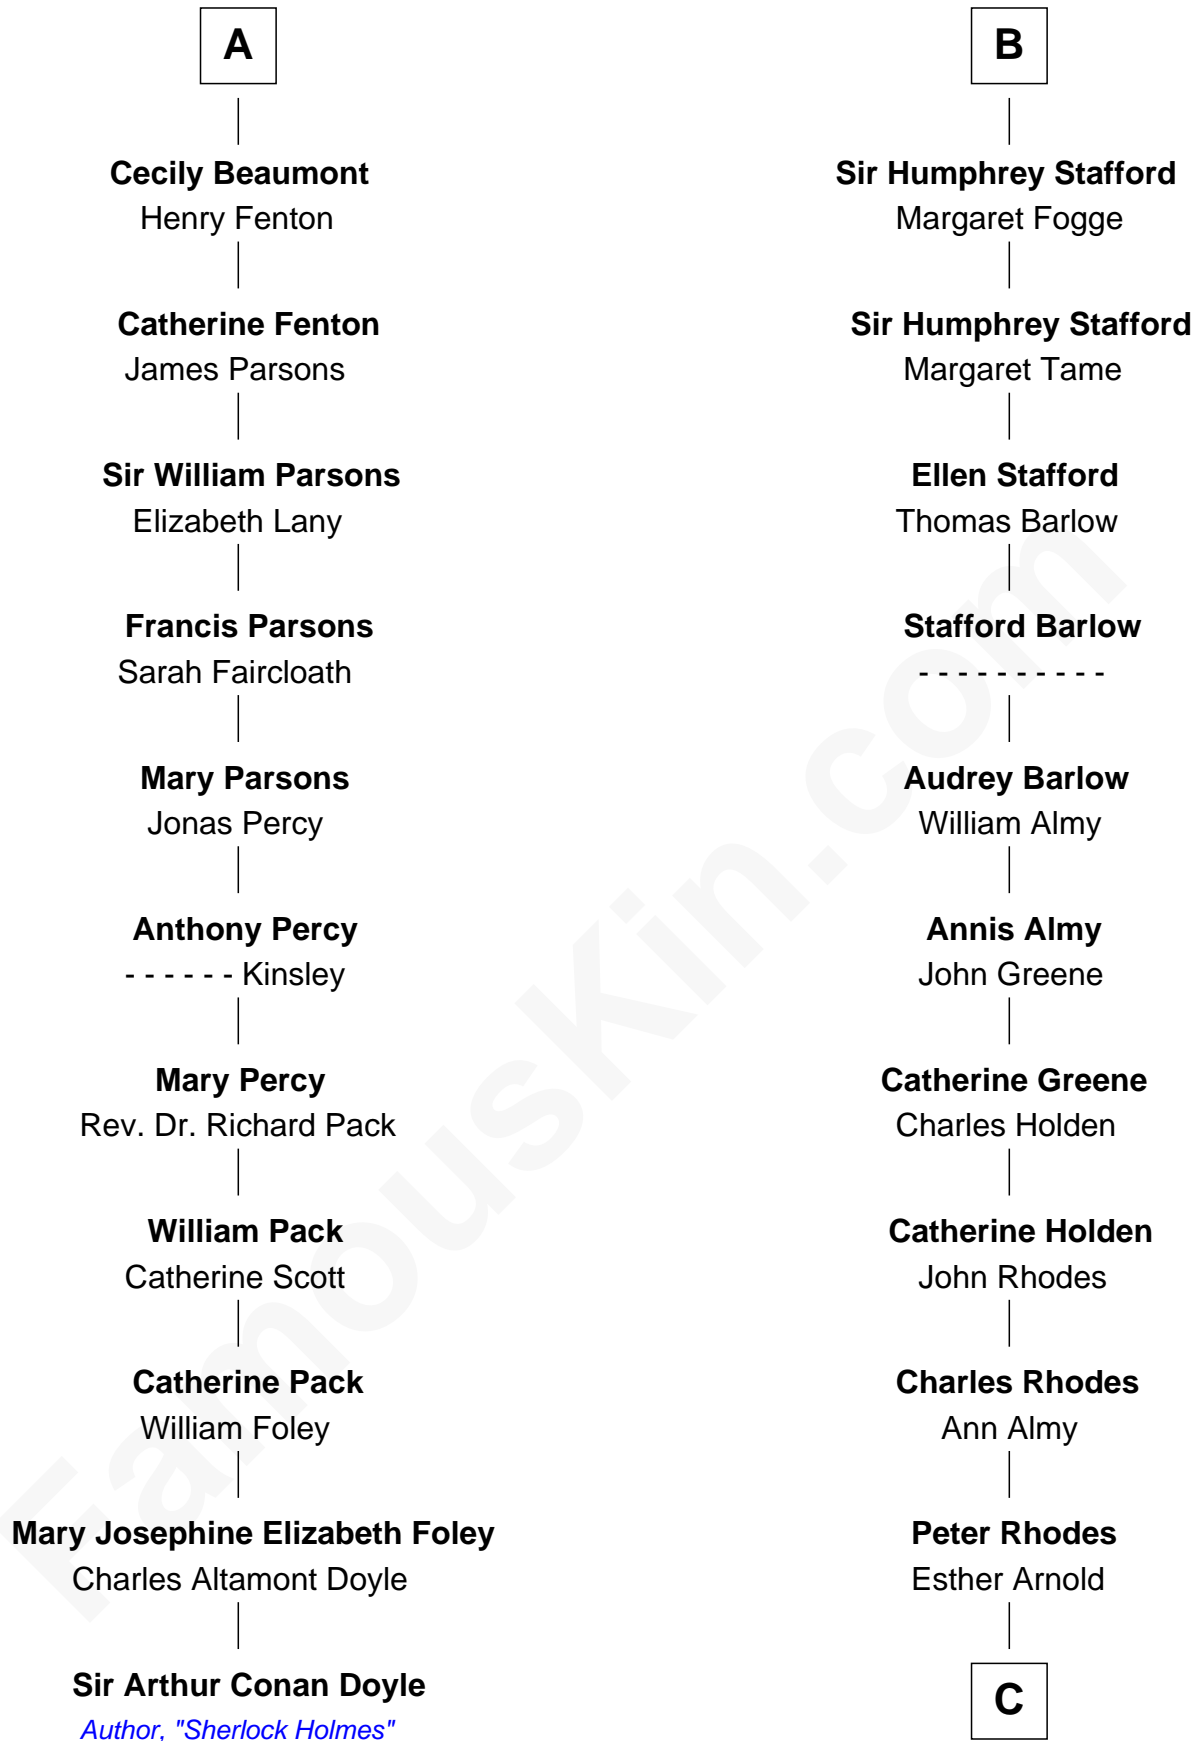 A
Cecily Beaumont
Henry Fenton
Catherine Fenton
James Parsons
Sir William Parsons
Elizabeth Lany
Francis Parsons
Sarah Faircloath
Mary Parsons
Jonas Percy
Anthony Percy
- - - - - - Kinsley
Mary Percy
Rev. Dr. Richard Pack
William Pack
Catherine Scott
Catherine Pack
William Foley
Mary Josephine Elizabeth Foley
Charles Altamont Doyle
Sir Arthur Conan Doyle
Author, "Sherlock Holmes"
B
Sir Humphrey Stafford
Margaret Fogge
Sir Humphrey Stafford
Margaret Tame
Ellen Stafford
Thomas Barlow
Stafford Barlow
- - - - - - - - - -
Audrey Barlow
William Almy
Annis Almy
John Greene
Catherine Greene
Charles Holden
Catherine Holden
John Rhodes
Charles Rhodes
Ann Almy
Peter Rhodes
Esther Arnold
C
FamousKin.com